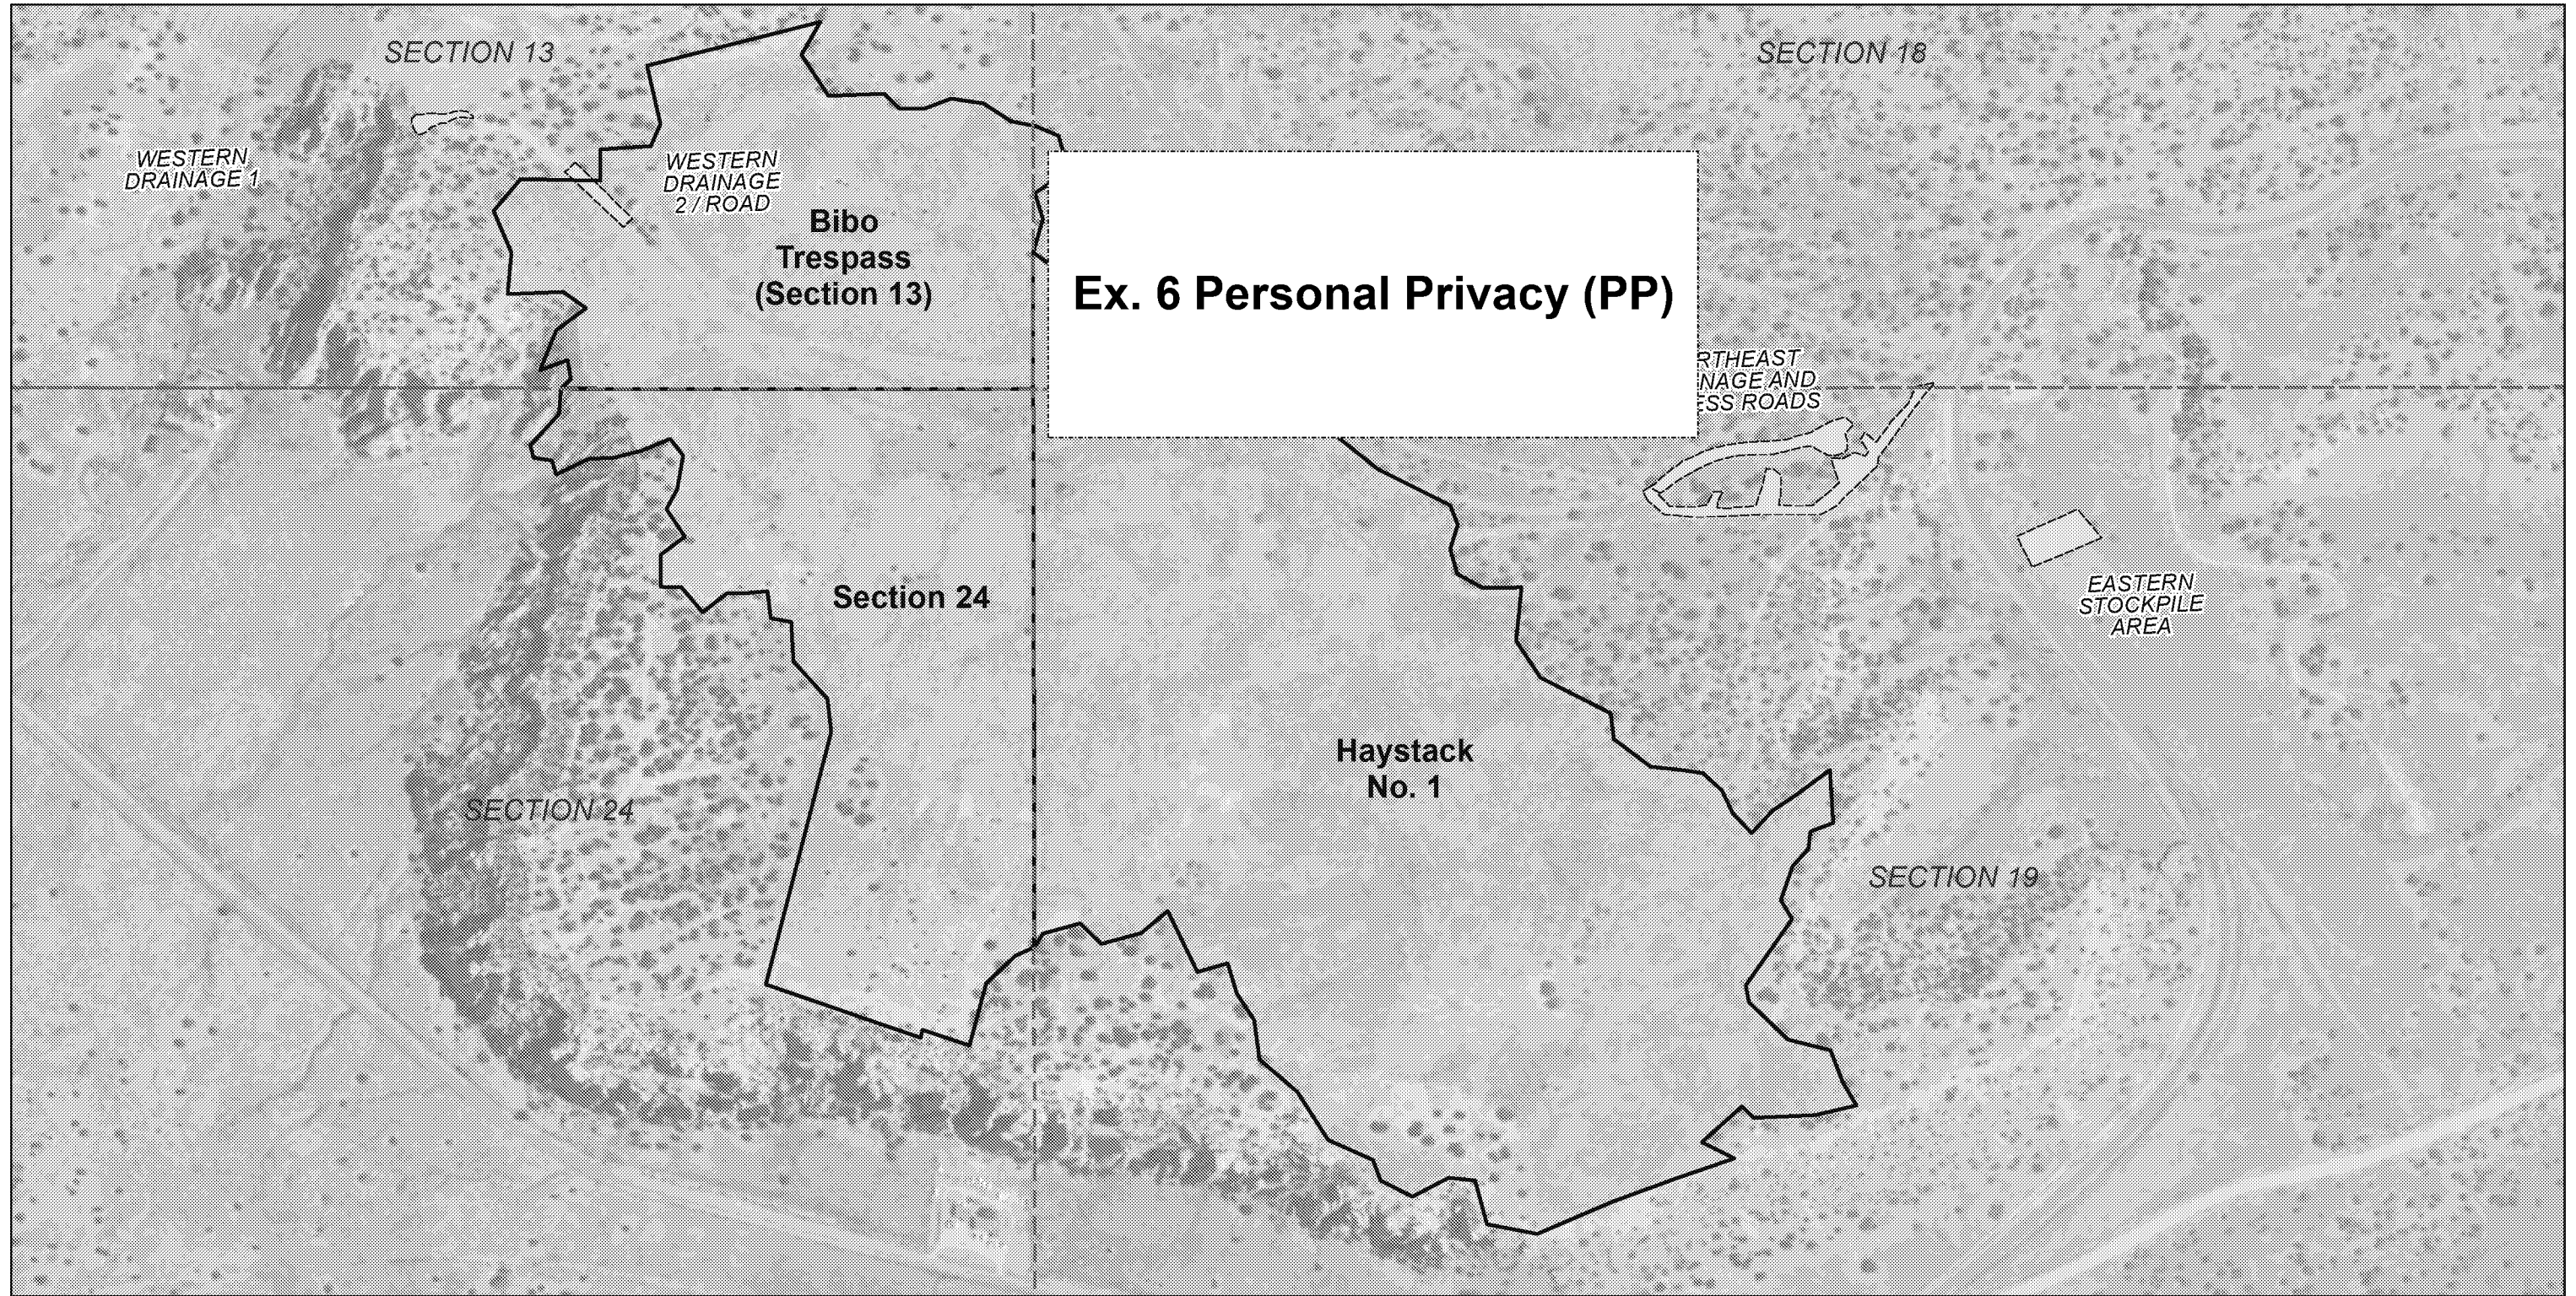 SECTION 13
SECTION 18
WESTERN
DRAINAGE 1
WESTERN
DRAINAGE
2 / ROAD
Bibo
Trespass
(Section 13)
Ex. 6 Personal Privacy (PP)
RTHEAST
NAGE AND
ESS ROADS
Section 24
EASTERN
STOCKPILE
AREA
Haystack
No. 1
SECTION 24
SECTION 19